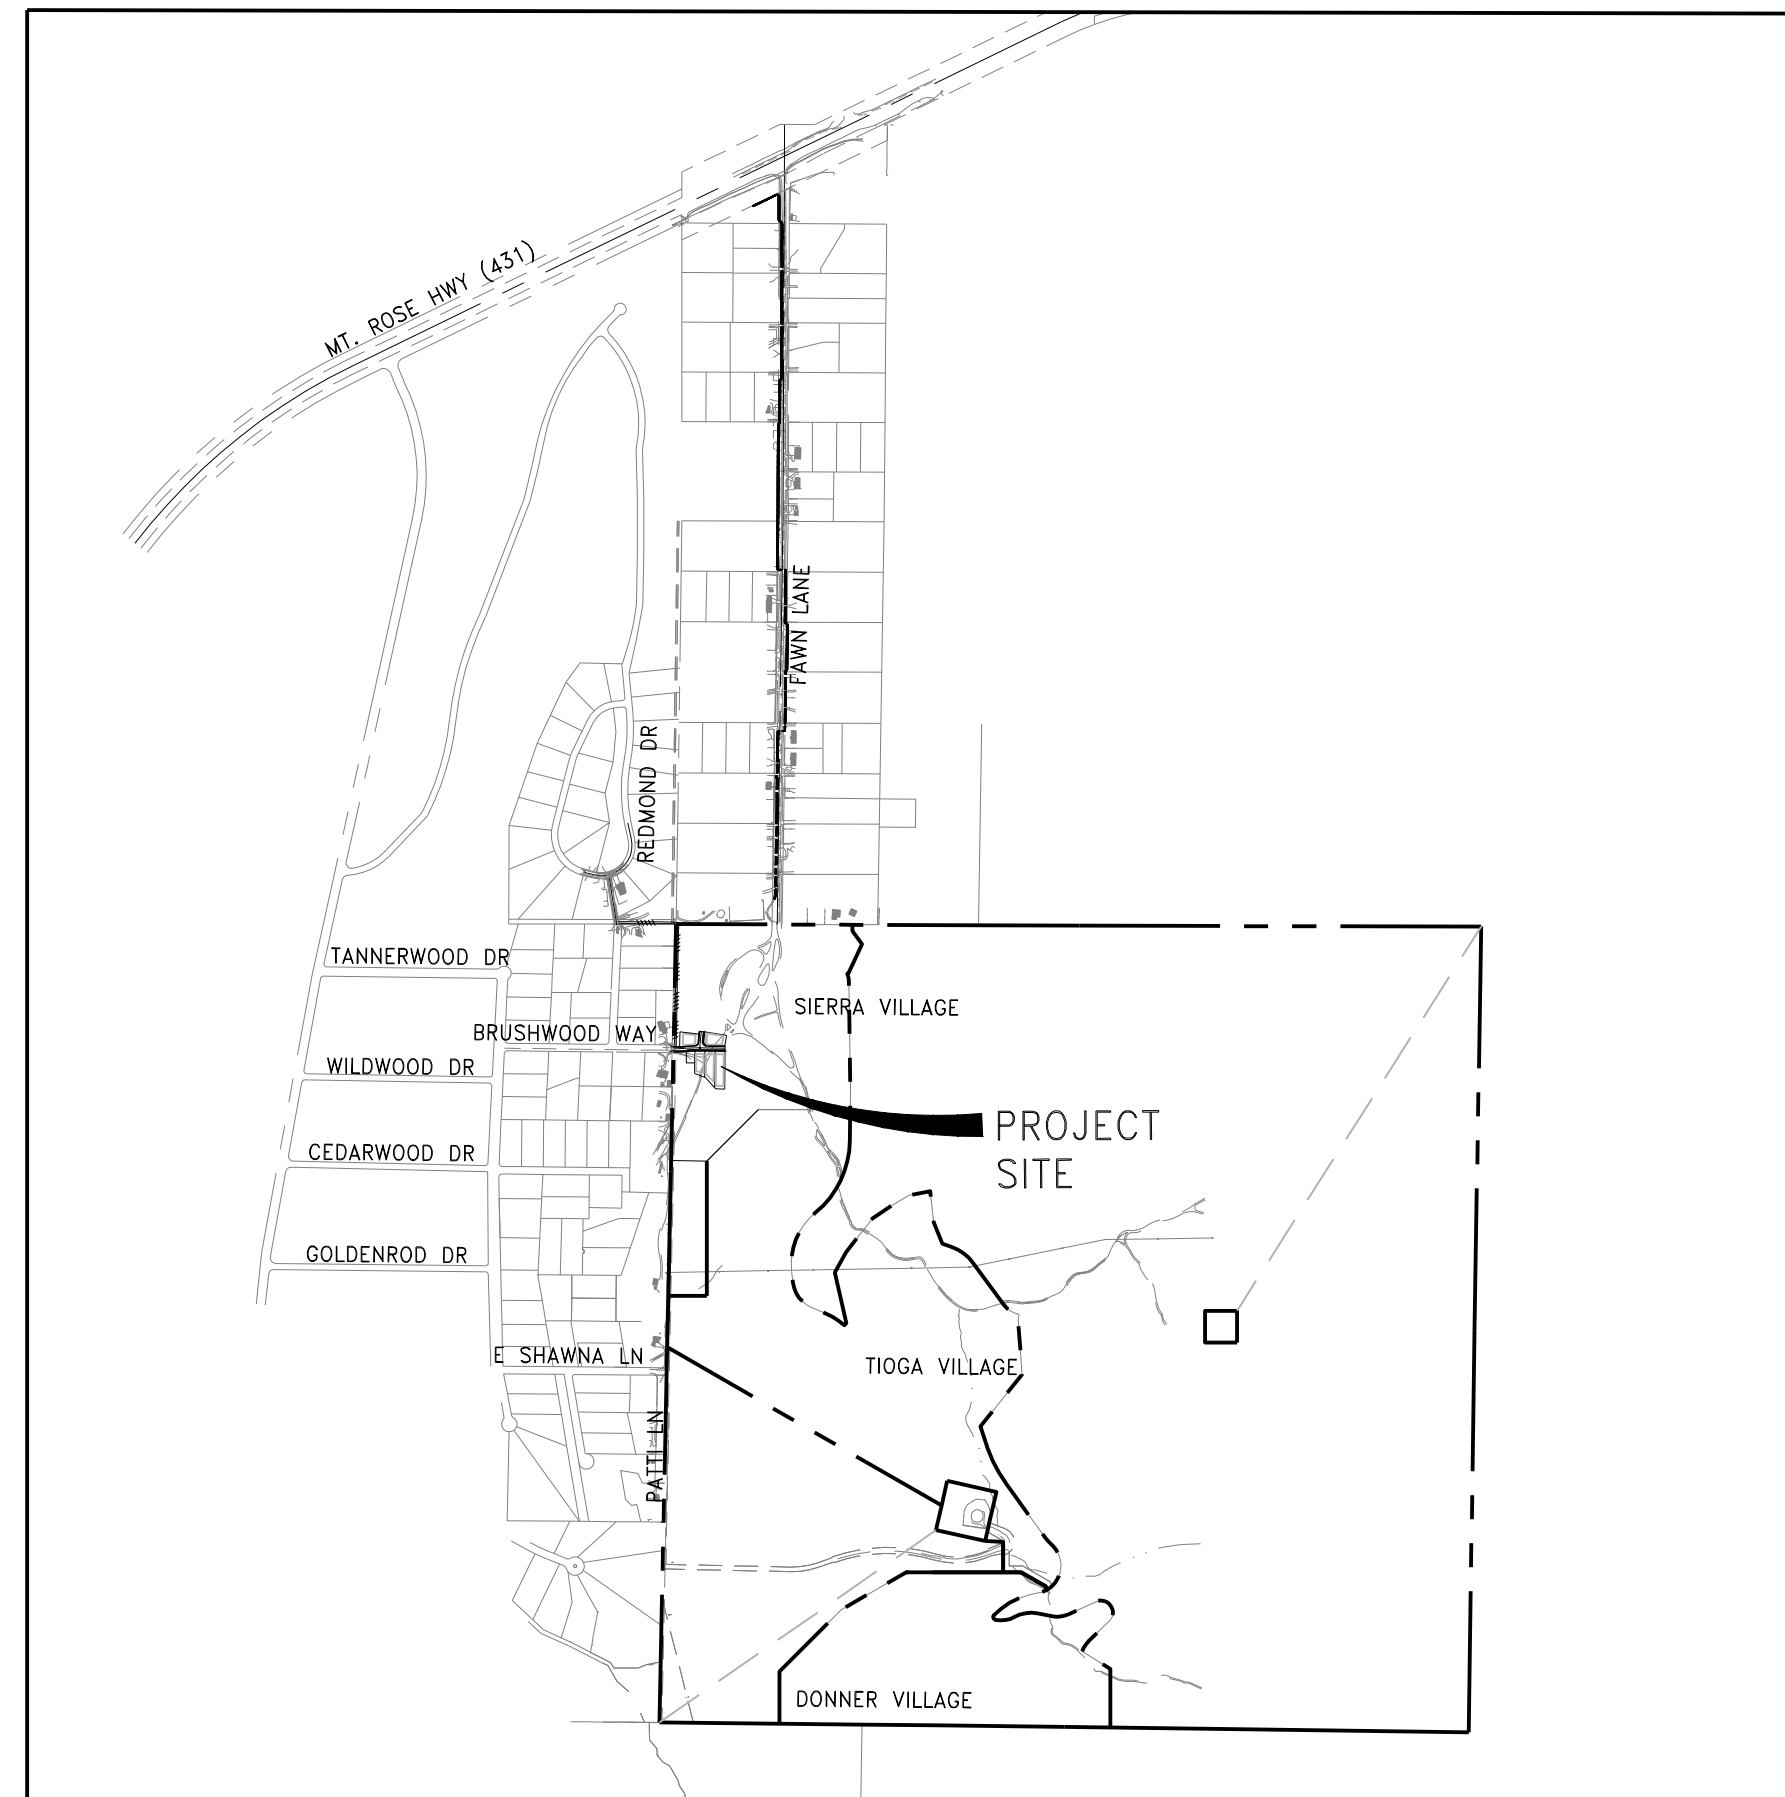 MT. ROSE HWY (431)
FAWN LANE
REDMOND DR
TANNERWOOD DR
SIERRA VILLAGE
BRUSHWOOD WAY
WILDWOOD DR
PROJECT
SITE
CEDARWOOD DR
GOLDENROD DR
E SHAWNA LN
TIOGA VILLAGE
PATTI LN
DONNER VILLAGE